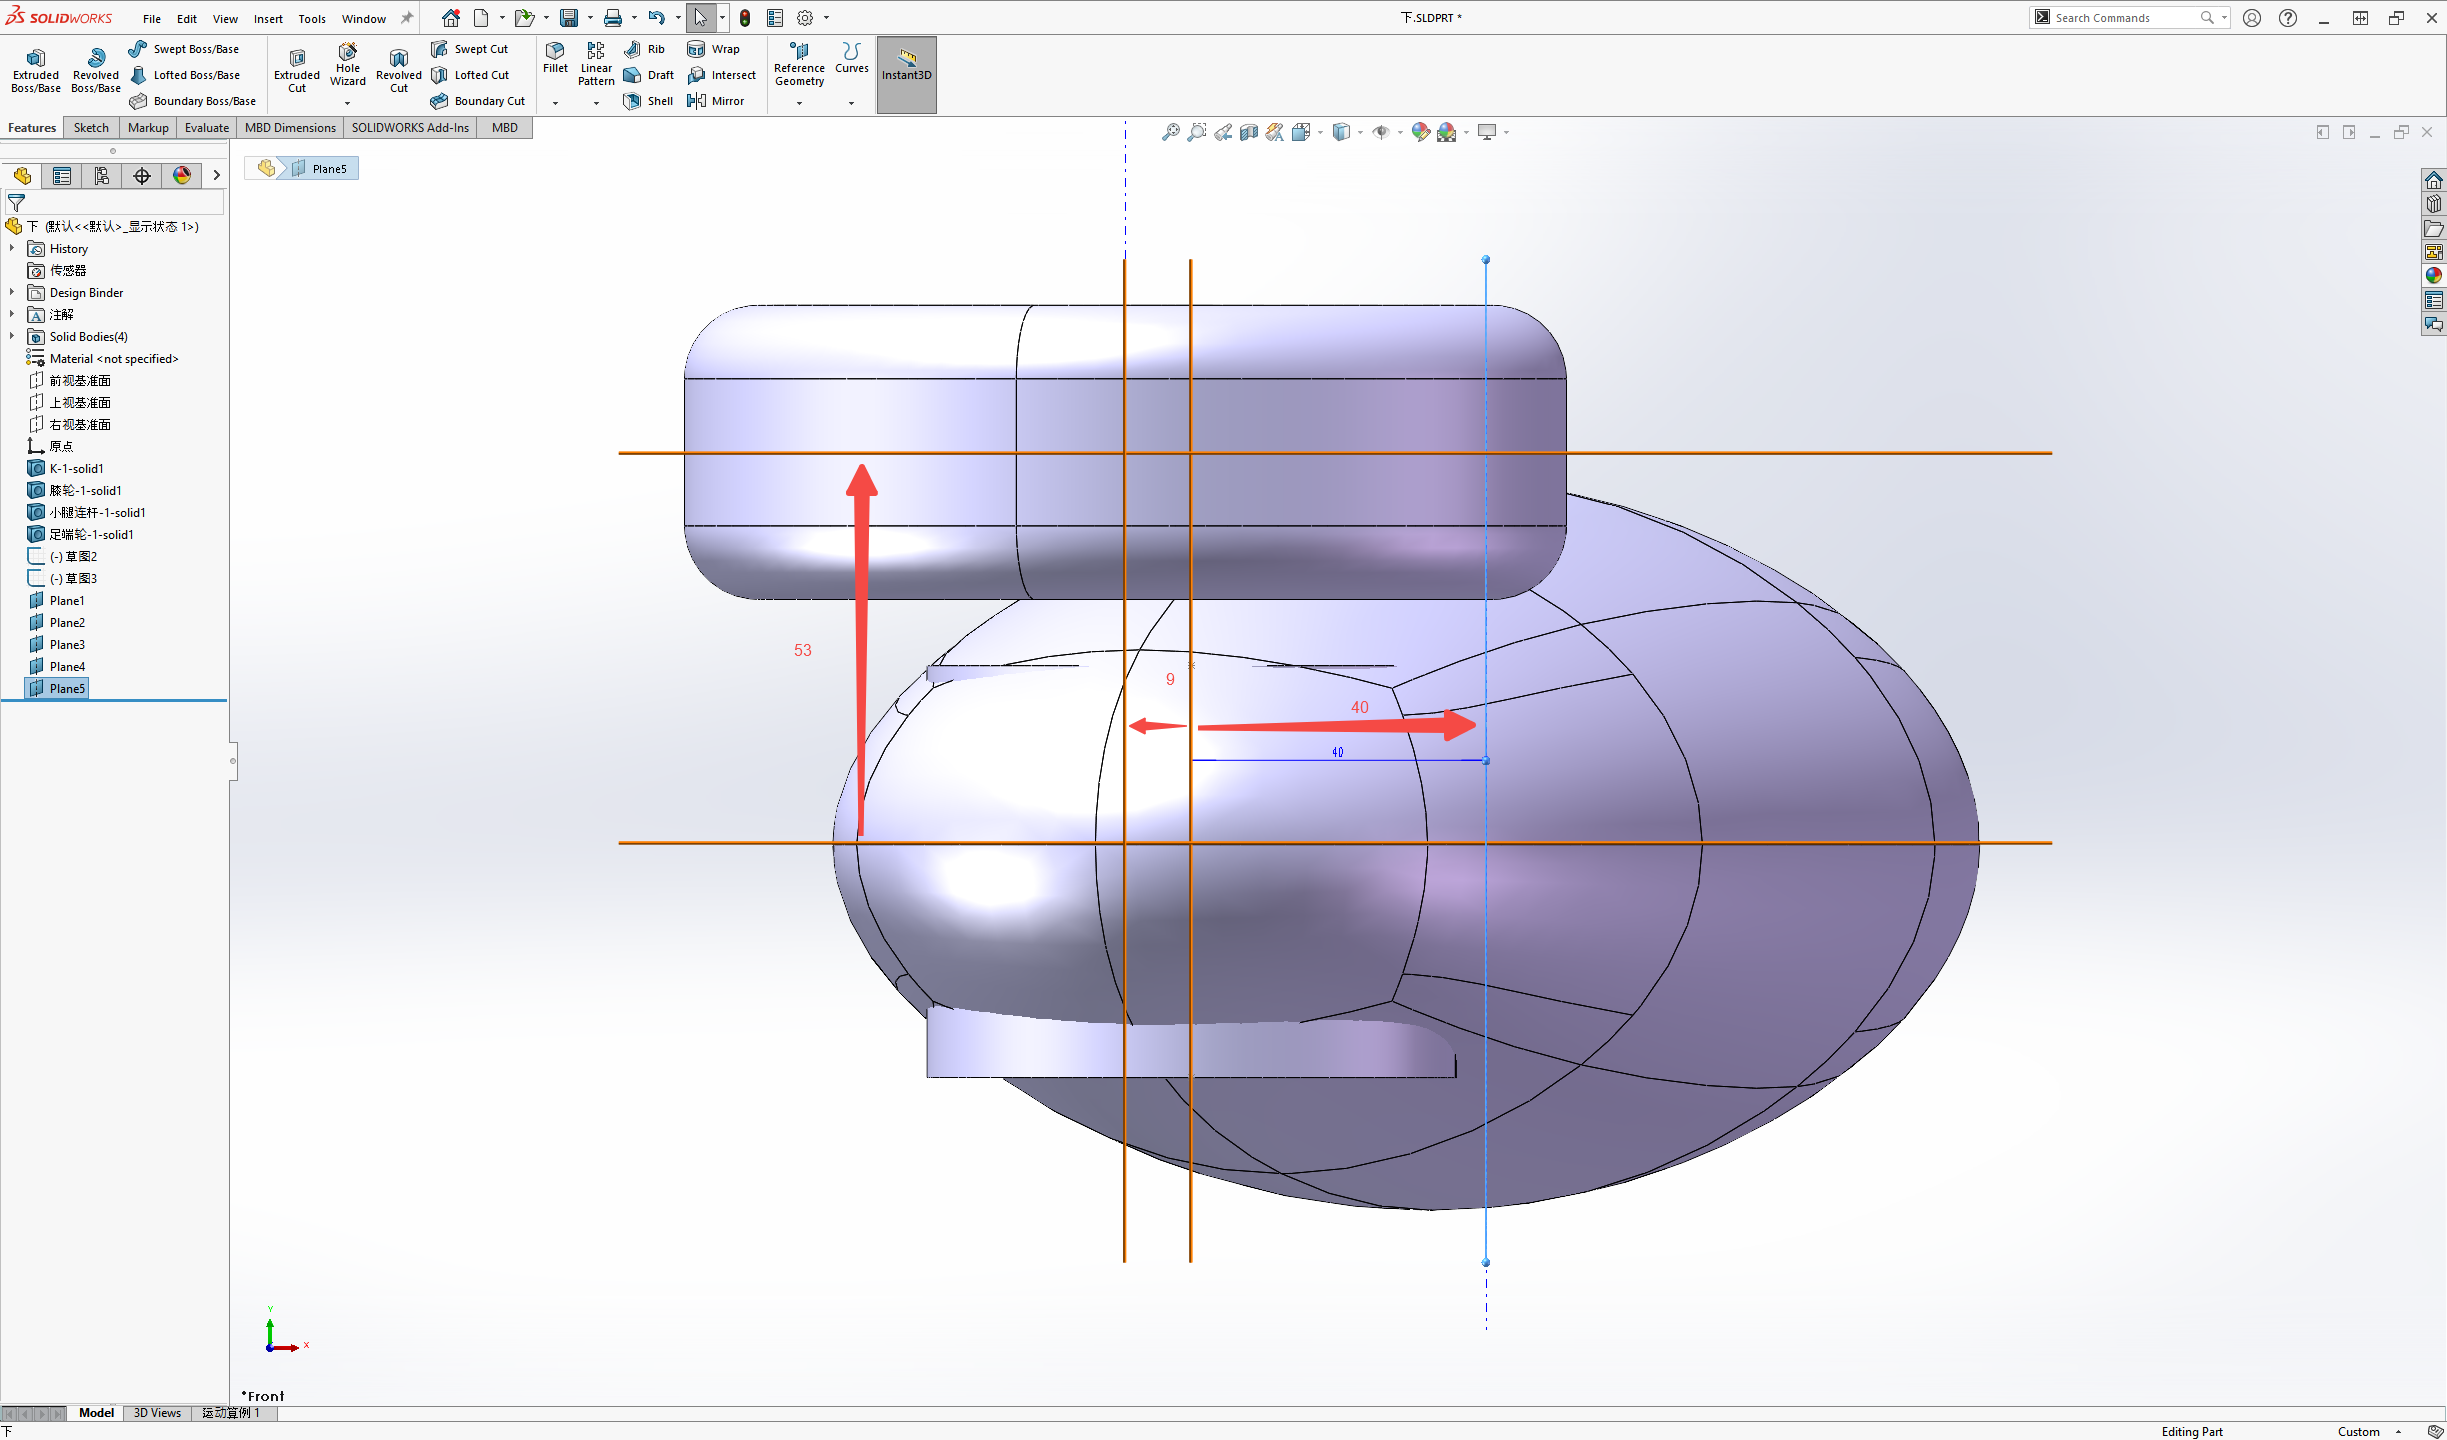 SOLIDWORKS File Edit View Insert Tools Window 下.SLDPRT * Search Commands
Extruded Boss/Base
Revolved Boss/Base
Swept Boss/Base
Lofted Boss/Base
Boundary Boss/Base
Extruded Cut
Hole Wizard
Revolved Cut
Swept Cut
Lofted Cut
Boundary Cut
Fillet
Linear Pattern
Rib
Draft
Shell
Wrap
Intersect
Mirror
Reference Geometry
Curves
Instant3D
Features Sketch Markup Evaluate MBD Dimensions SOLIDWORKS Add-Ins MBD
Plane5
下 (默认<<默认>_显示状态 1>)
History
传感器
Design Binder
注解
Solid Bodies(4)
Material <not specified>
前视基准面
上视基准面
右视基准面
原点
K-1-solid1
膝轮-1-solid1
小腿连杆-1-solid1
足端轮-1-solid1
(-) 草图2
(-) 草图3
Plane1
Plane2
Plane3
Plane4
Plane5
53
9
40
40
Y
X
*Front
Model 3D Views 运动算例 1
下 Editing Part Custom